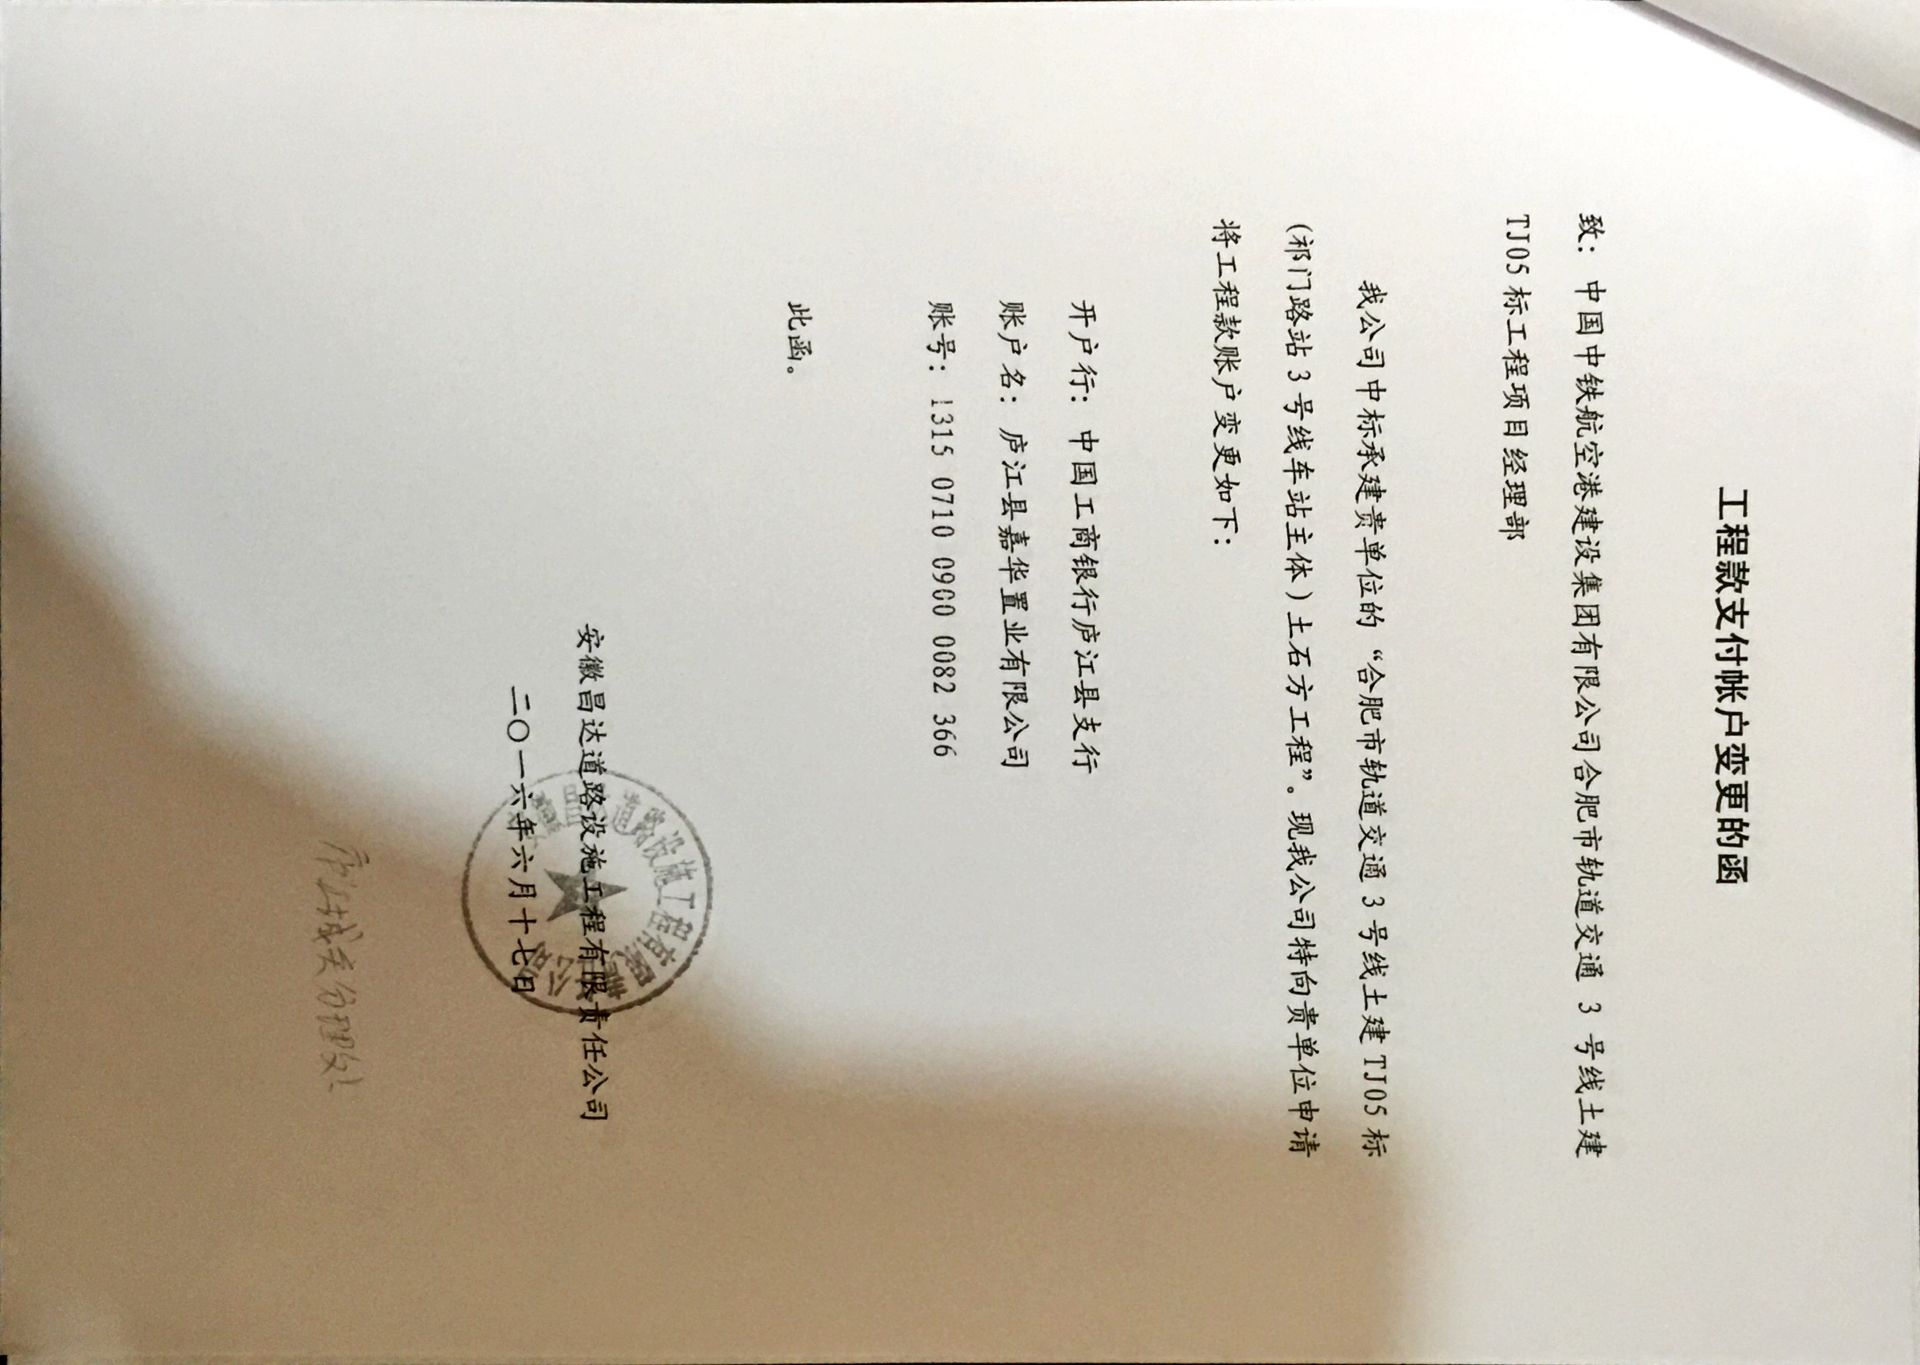 工程款支付帐户变更的函
致：中国中铁航空港建设集团有限公司合肥市轨道交通 3 号线土建
TJ05 标工程项目经理部
我公司中标承建贵单位的“合肥市轨道交通 3 号线土建 TJ05 标
(祁门路站 3 号线车站主体）土石方工程”。现我公司特向贵单位申请
将工程款账户变更如下：
开户行：中国工商银行庐江县支行
账户名：庐江县嘉华置业有限公司
账号：1315 0710 0900 0082 366
此函。
安徽昌达道路设施工程有限责任公司
二〇一六年六月十七日
庐江城关分理处